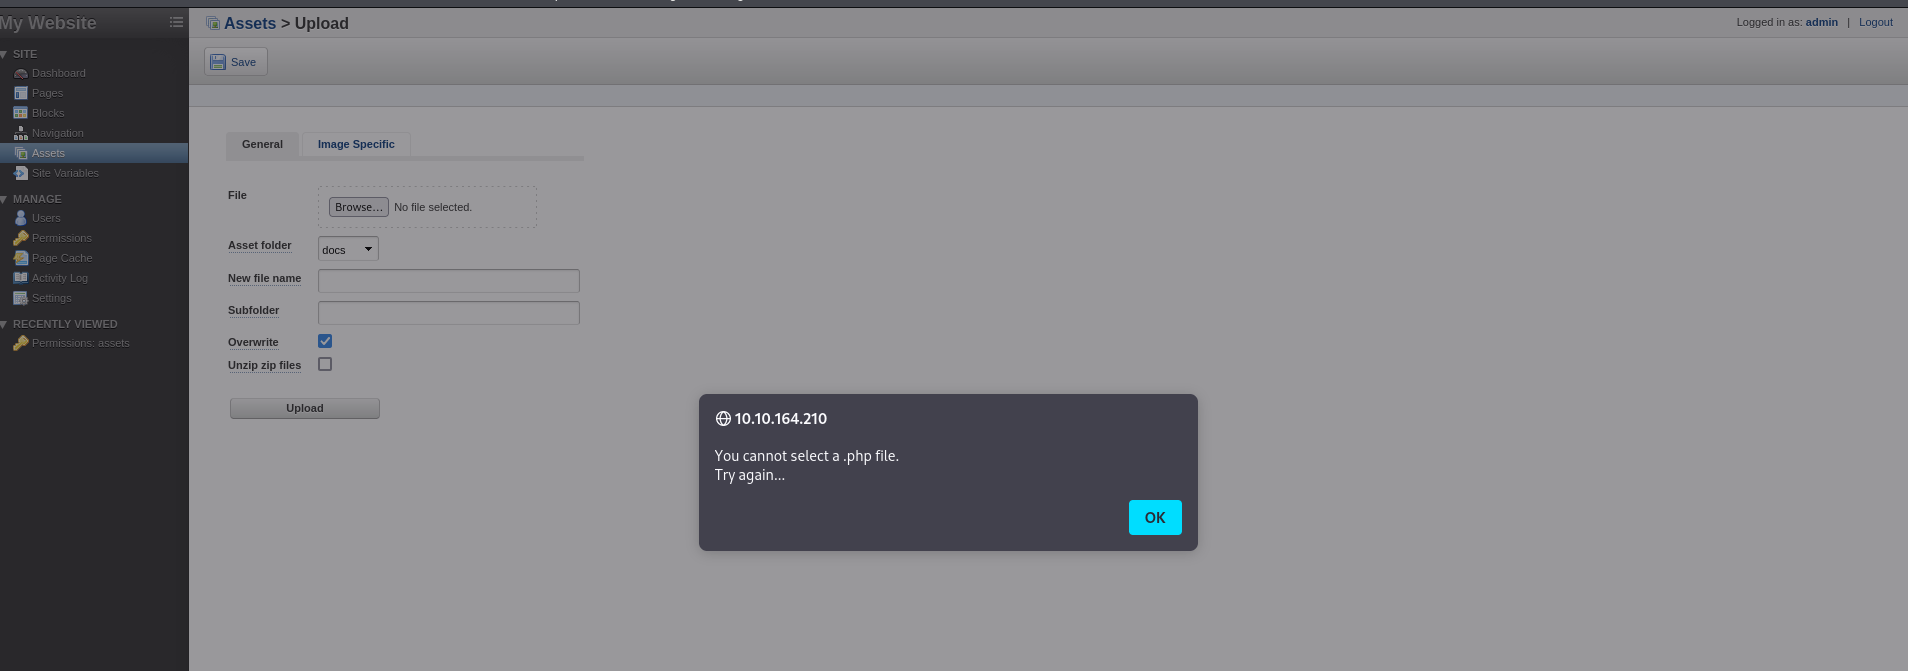 My Website
Assets > Upload
Logged in as: admin | Logout
Save
SITE
Dashboard
Pages
Blocks
Navigation
Assets
Site Variables
MANAGE
Users
Permissions
Page Cache
Activity Log
Settings
RECENTLY VIEWED
Permissions: assets
General
Image Specific
File
Browse... No file selected.
Asset folder
docs
New file name
Subfolder
Overwrite
Unzip zip files
Upload
10.10.164.210
You cannot select a .php file.
Try again...
OK